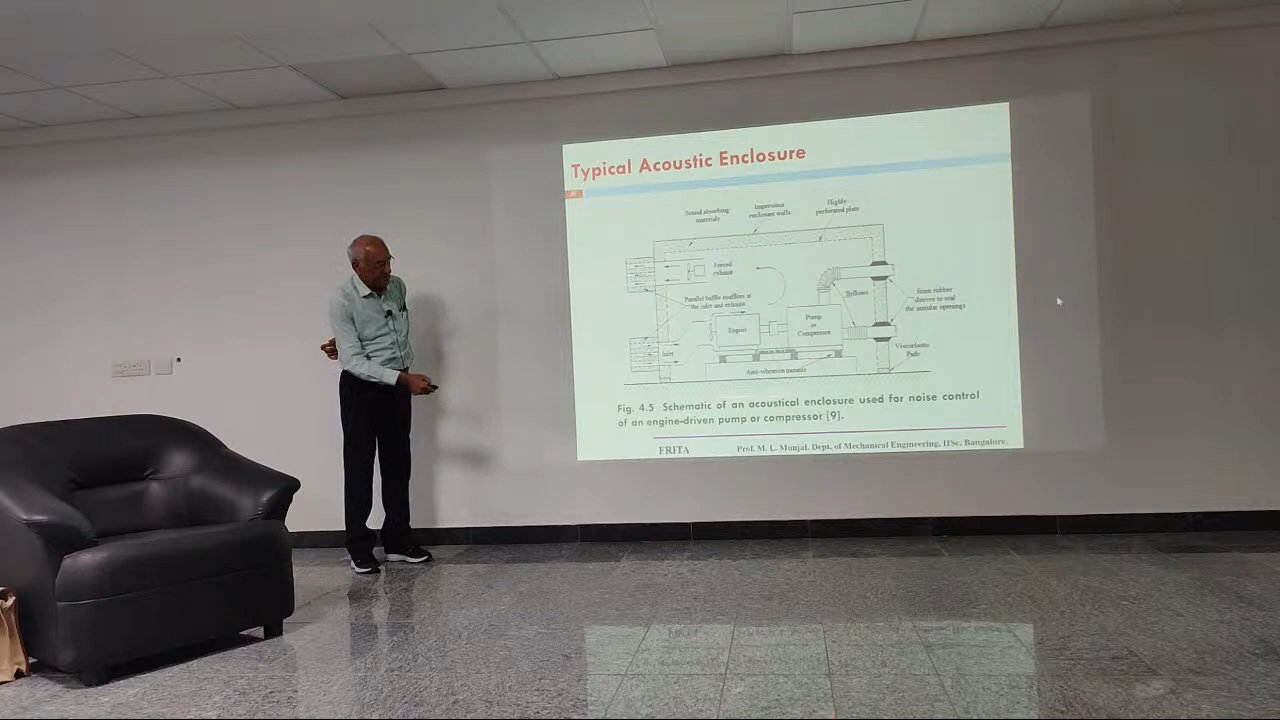 Typical Acoustic Enclosure
Sound absorbing
materials
Impervious
enclosure walls
Highly
perforated plate
Forced
exhaust
Parallel baffle mufflers at
the inlet and exhaust
Bellows
foam rubber
sleeves to seal
the annular openings
Engine
Pump
or
Compressor
Inlet
Viscoelastic
Pads
Anti-vibration mounts
Fig. 4.5 Schematic of an acoustical enclosure used for noise control
of an engine-driven pump or compressor [9].
FRITA
Prof. M. L. Munjal, Dept. of Mechanical Engineering, IISc, Bangalore.